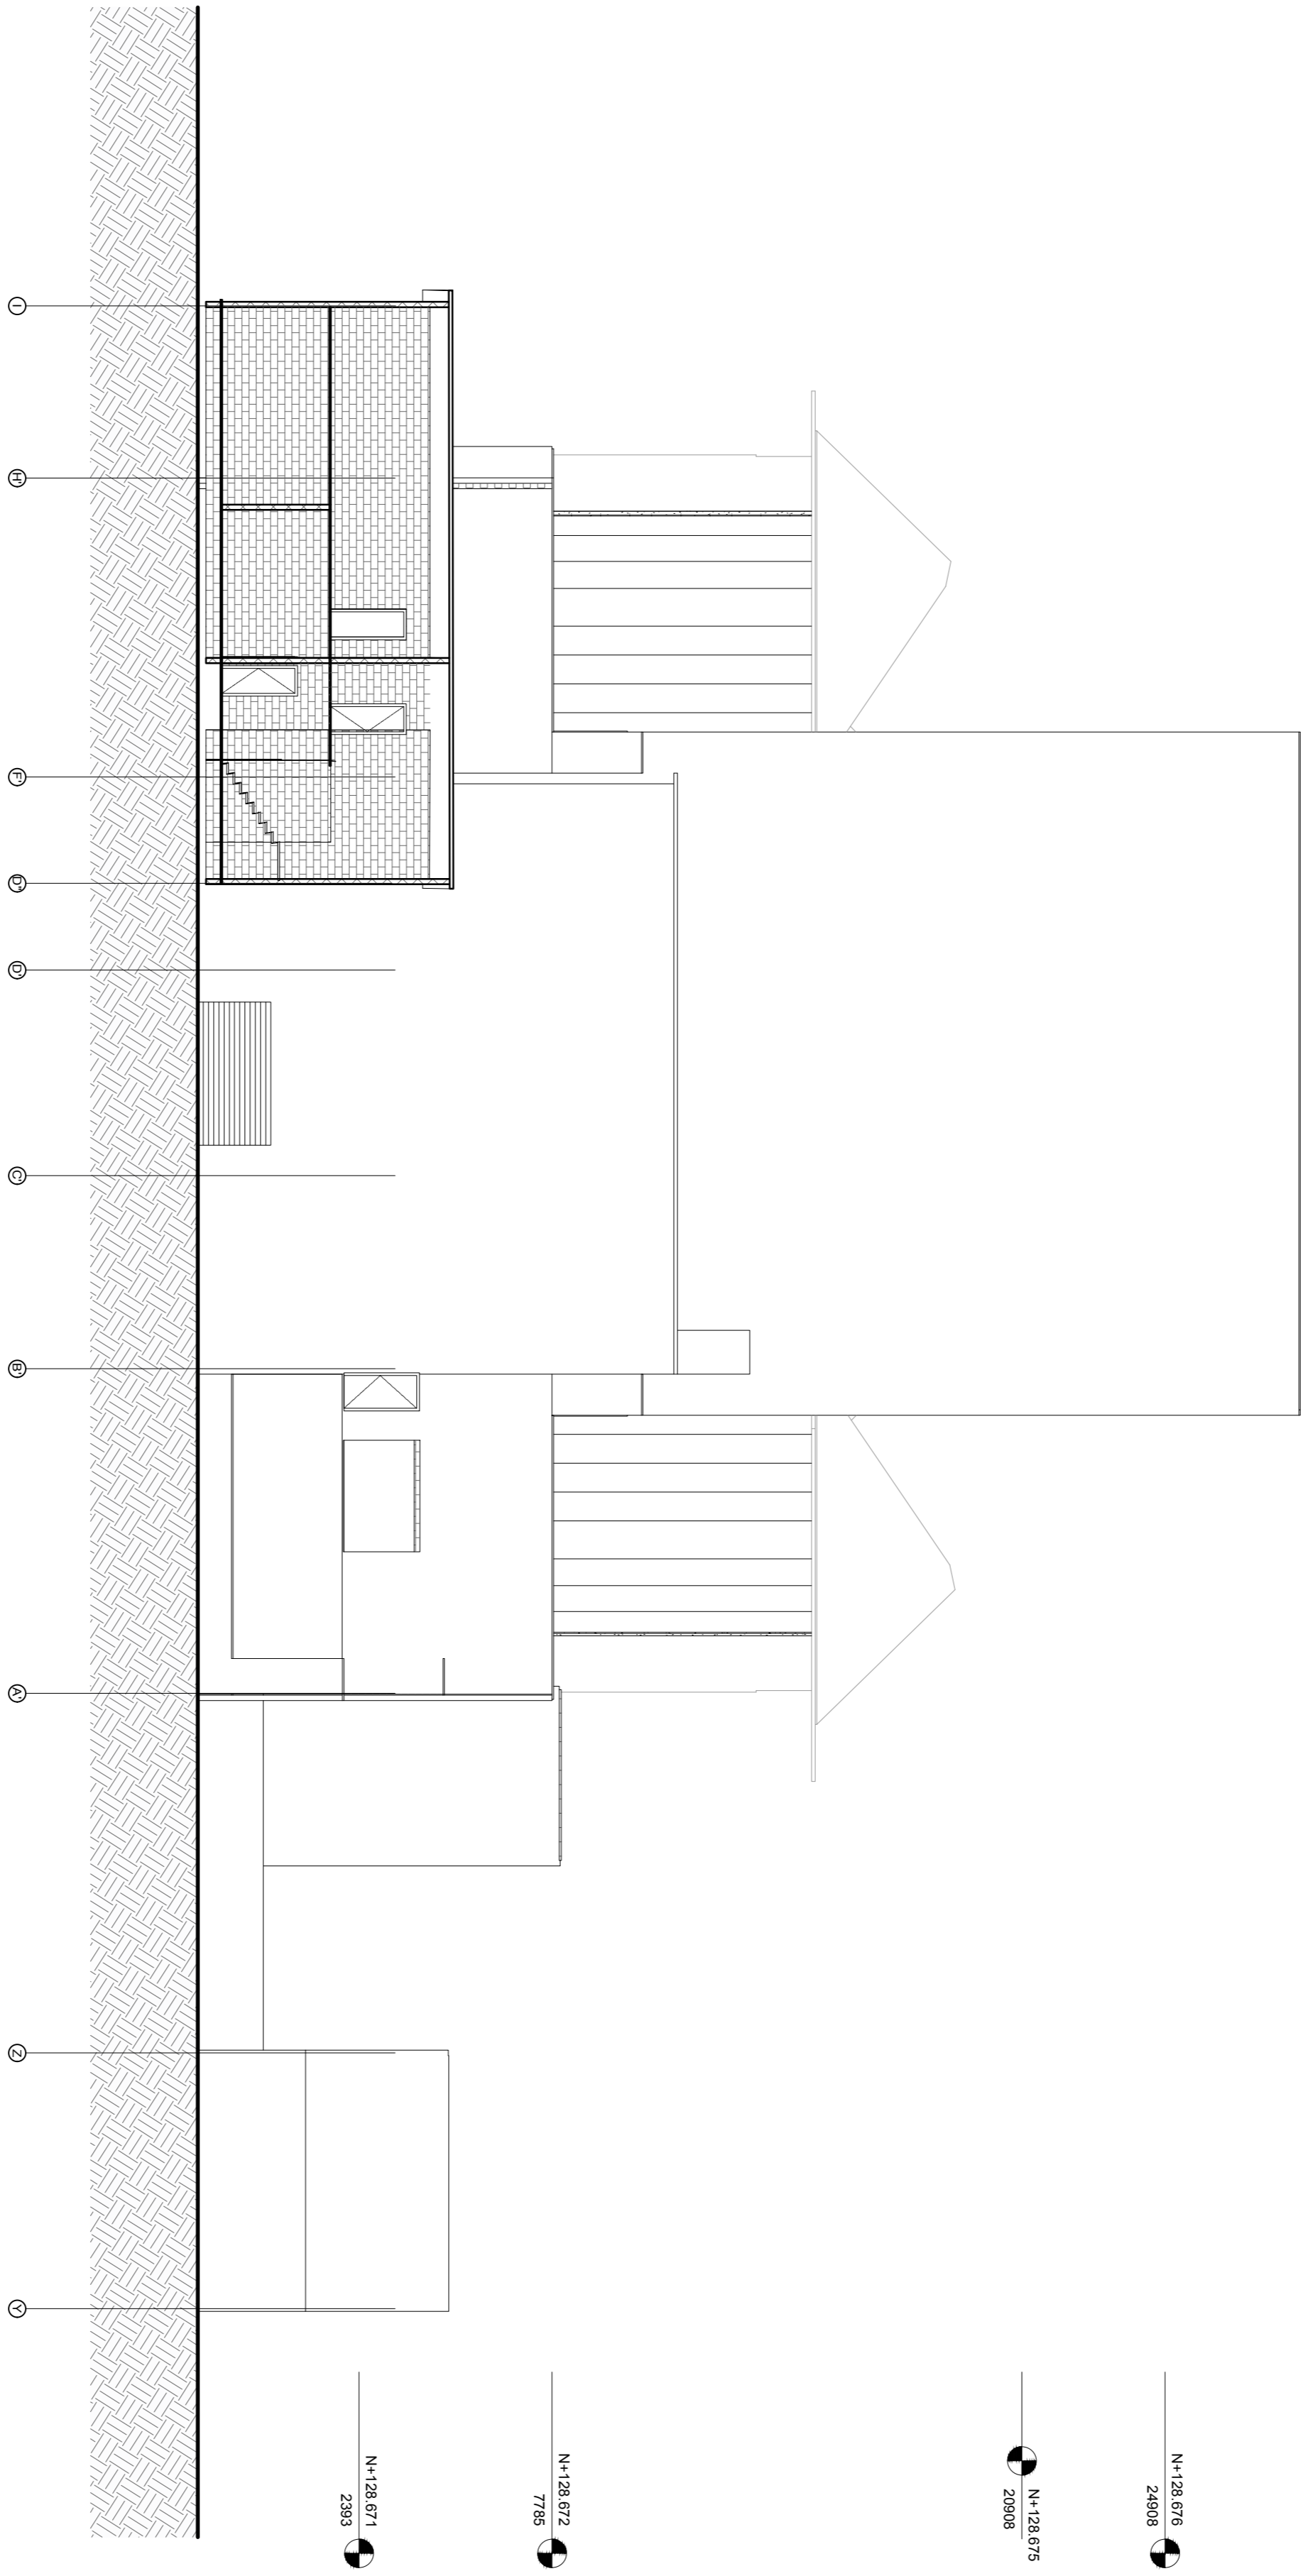 N+128.676
24908
N+128.675
20908
N+128.672
7785
N+128.671
2393
I
H'
F'
D"
D'
C'
B'
A'
Z
Y